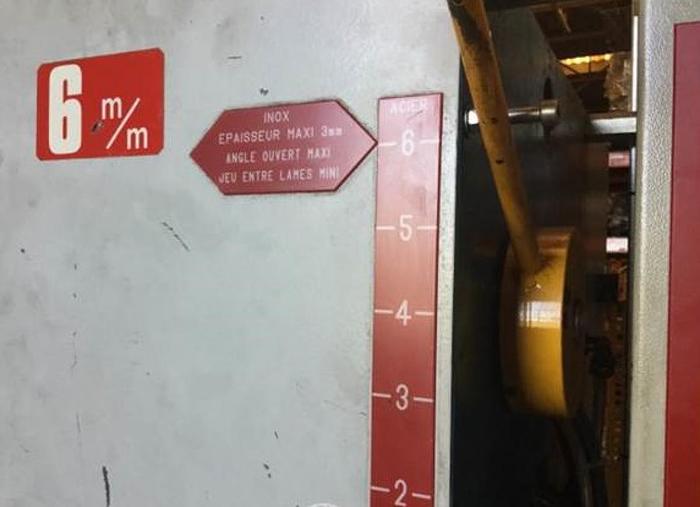 6 m/m
INOX
EPAISSEUR MAXI 3mm
ANGLE OUVERT MAXI
JEU ENTRE LAMES MINI
ACIER
6
5
4
3
2